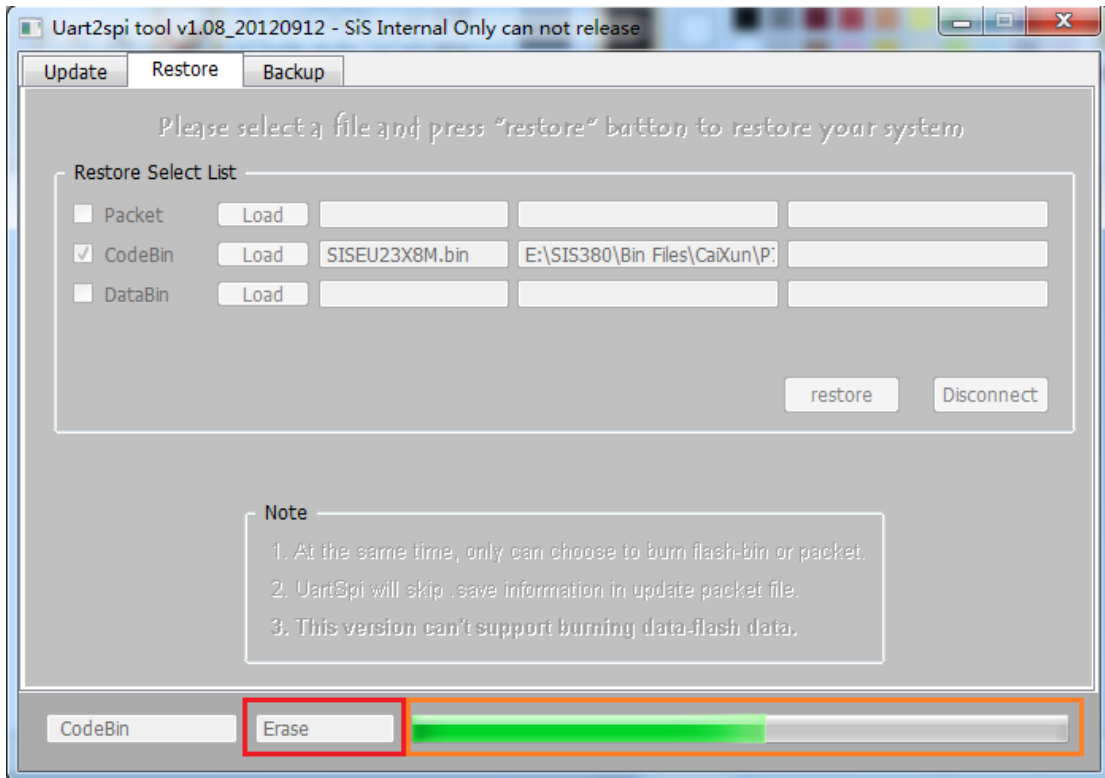 Uart2spi tool v1.08_20120912 - SiS Internal Only can not release
Update Restore Backup
Please select a file and press "restore" button to restore your system
Restore Select List
Packet Load
CodeBin Load SISEU23X8M.bin E:\SIS380\Bin Files\CaiXun\P
DataBin Load
restore Disconnect
Note
1. At the same time, only can choose to burn flash-bin or packet.
2. UartSpi will skip .save information in update packet file.
3. This version can't support burning data-flash data.
CodeBin Erase